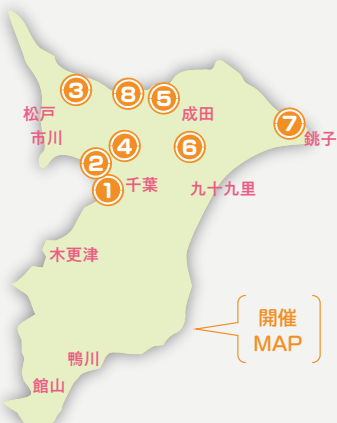 ③
⑧
⑤
松戸
成田
⑦
市川
銚子
④
⑥
②
①
千葉
九十九里
木更津
開催
MAP
鴨川
館山